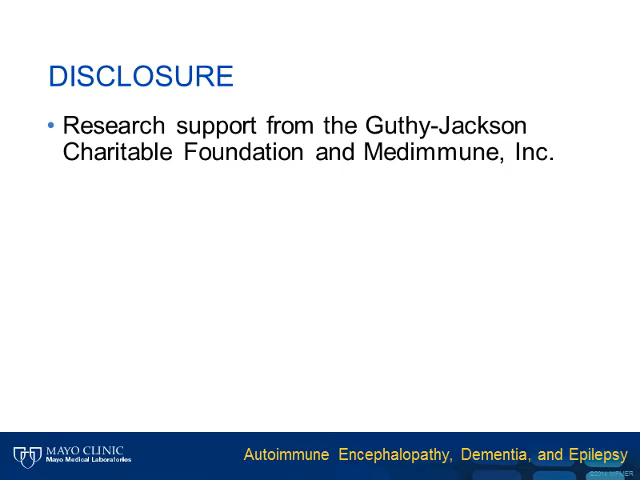 DISCLOSURE
• Research support from the Guthy-Jackson
Charitable Foundation and Medimmune, Inc.
MAYO CLINIC
Mayo Medical Laboratories
Autoimmune Encephalopathy, Dementia, and Epilepsy